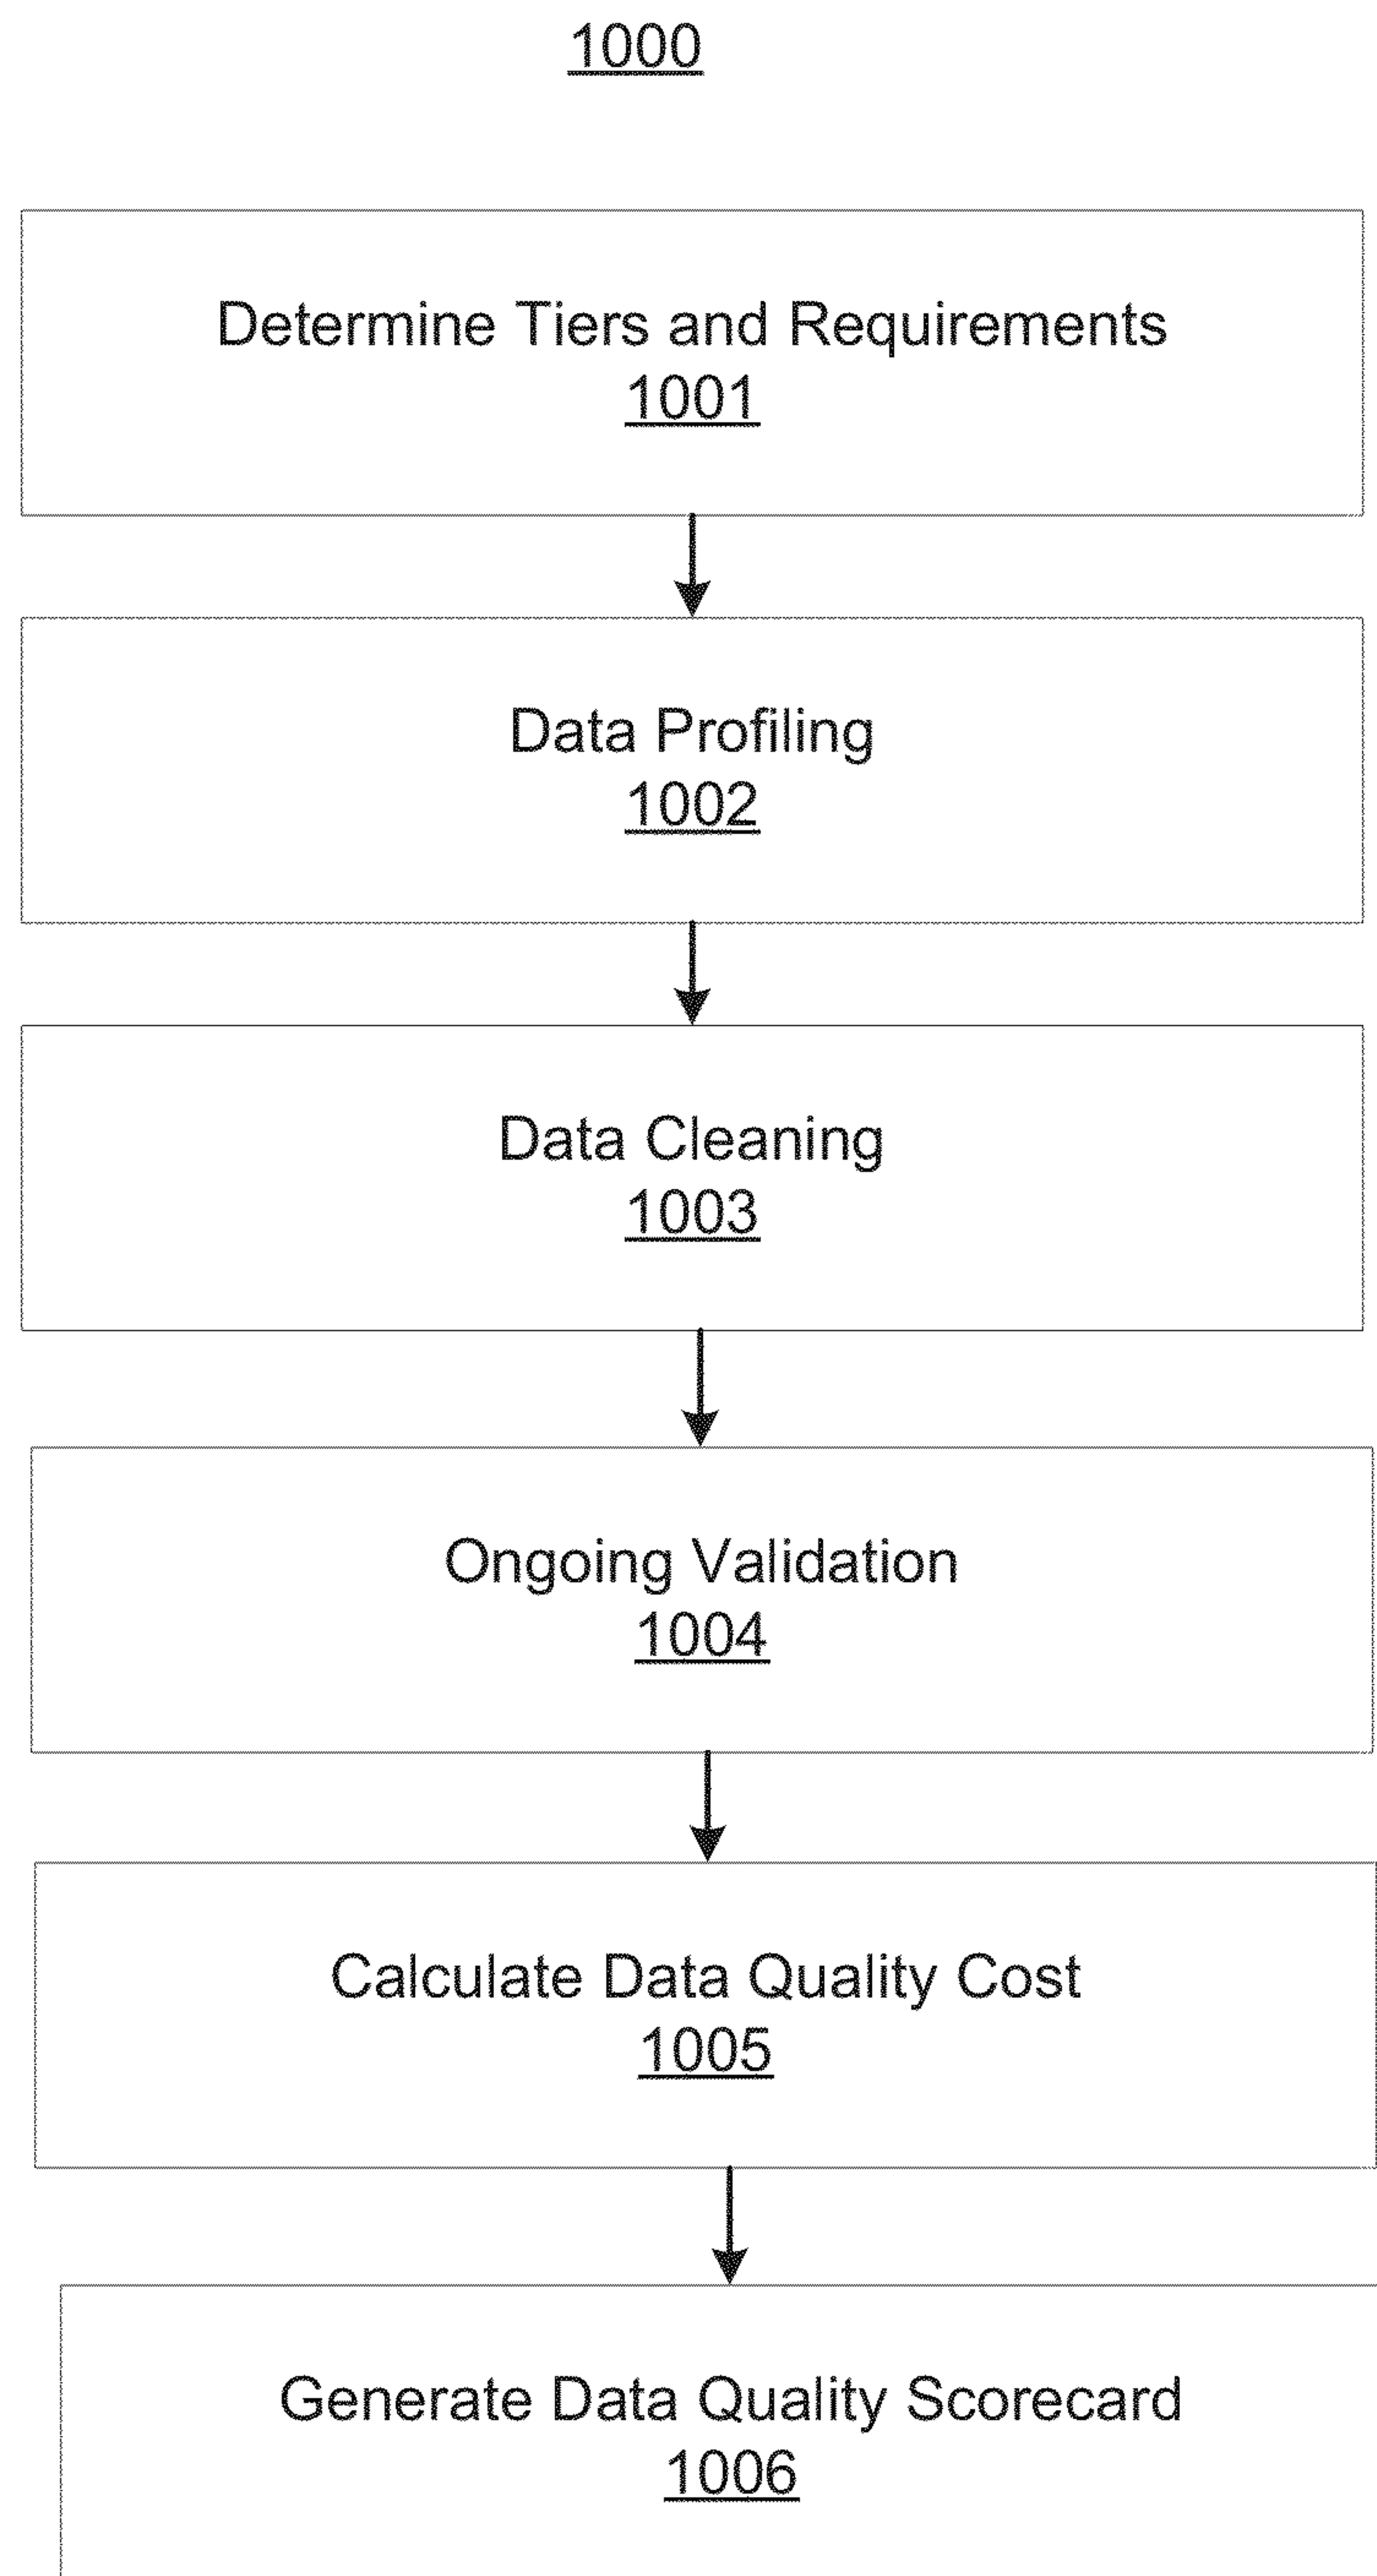 1000
Determine Tiers and Requirements
1001
Data Profiling
1002
Data Cleaning
1003
Ongoing Validation
1004
Calculate Data Quality Cost
1005
Generate Data Quality Scorecard
1006